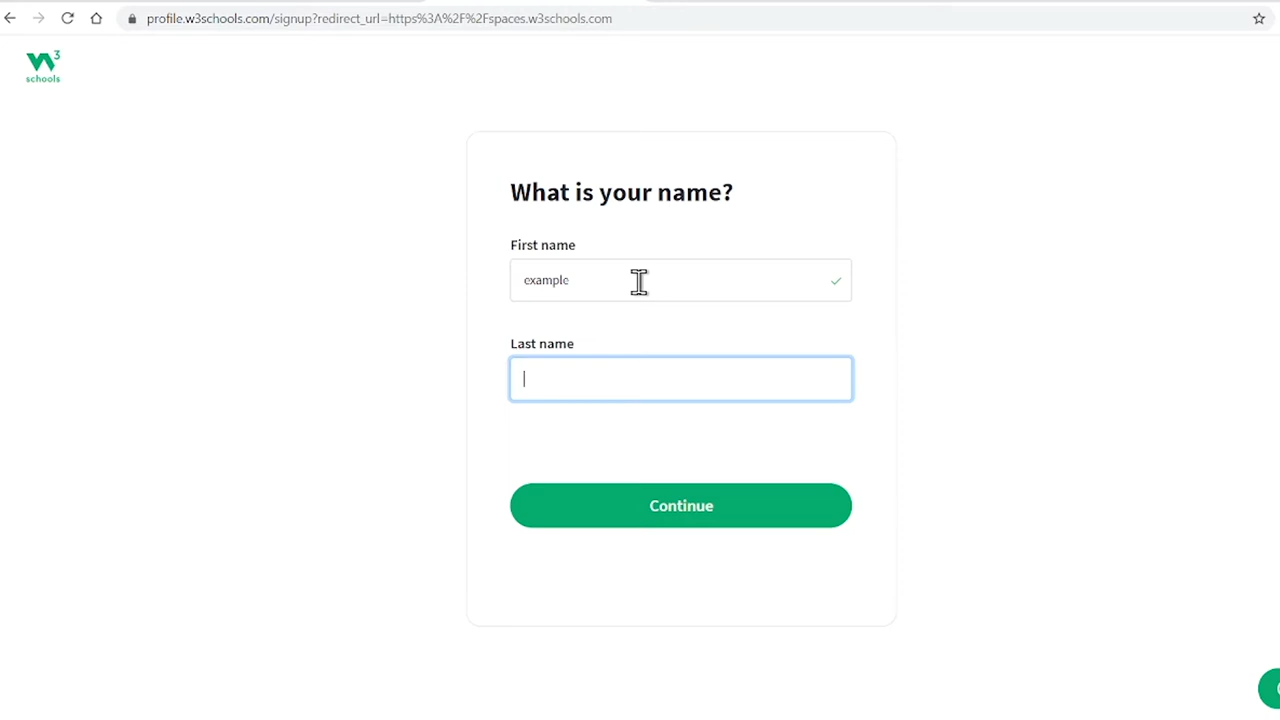 profile.w3schools.com/signup?redirect_url=https%3A%2F%2Fspaces.w3schools.com
W3
schools
What is your name?
First name
example
Last name
Continue